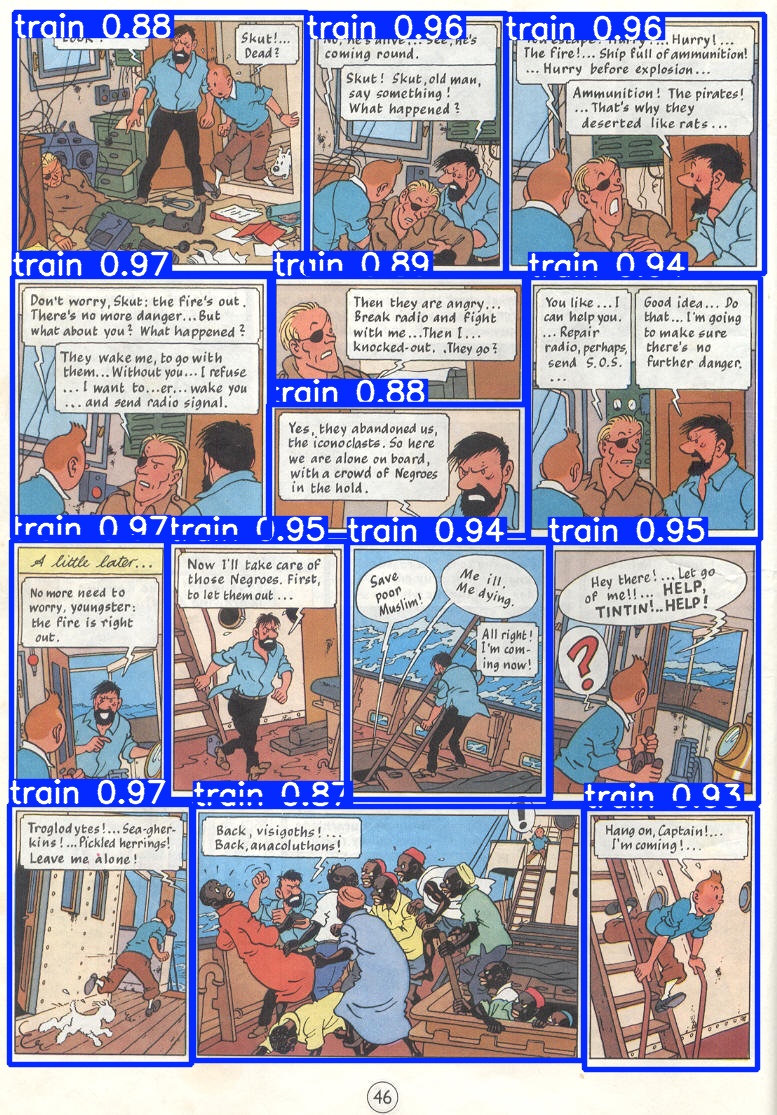 train 0.88
Skut!...
Dead?
train 0.96
No, he's alive... See, he's
coming round.
Skut! Skut, old man,
say something!
What happened?
train 0.96
Hurry! ...
The fire!... Ship full of ammunition!
... Hurry before explosion...
Ammunition! The pirates!
...That's why they
deserted like rats...
train 0.97
Don't worry, Skut: the fire's out.
There's no more danger...But
what about you? What happened?
They wake me, to go with
them...Without you...I refuse
...I want to...er...wake you
...and send radio signal.
train 0.89
Then they are angry...
Break radio and fight
with me...Then I...
knocked-out. .They go?
train 0.88
Yes, they abandoned us,
the iconoclasts. So here
we are alone on board,
with a crowd of Negroes
in the hold.
train 0.94
You like...I
can help you.
... Repair
radio, perhaps,
send S.O.S.
...
Good idea... Do
that... I'm going
to make sure
there's no
further danger.
train 0.97
A little later...
No more need to
worry, youngster:
the fire is right
out.
train 0.95
Now I'll take care of
those Negroes. First,
to let them out ...
train 0.94
Save
poor
Muslim!
Me ill,
Me dying.
All right!
I'm com-
ing now!
train 0.95
Hey there!...Let go
of me!!... HELP,
TINTIN!..HELP!
?
train 0.97
Troglodytes!...Sea-gher-
kins!...Pickled herrings!
Leave me alone!
train 0.87
Back, visigoths!...
Back, anacoluthons!
!
train 0.93
Hang on, Captain!...
I'm coming!...
46